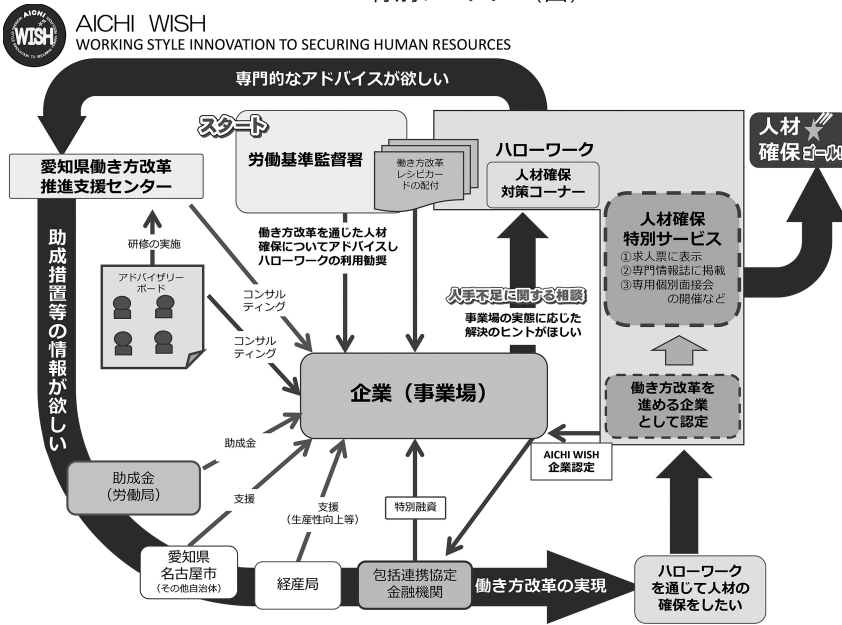 AICHI WISH
WORKING STYLE INNOVATION TO SECURING HUMAN RESOURCES
AICHI
WISH
専門的なアドバイスが欲しい
スタート
労働基準監督署
働き方改革
レシピカー
ドの配付
ハローワーク
人材確保
対策コーナー
人材
確保ゴール!
愛知県働き方改革
推進支援センター
人材確保
特別サービス
①求人票に表示
②専門情報誌に掲載
③専用個別面接会
の開催など
働き方改革を通じた人材
確保についてアドバイスし
ハローワークの利用勧奨
研修の実施
アドバイザリー
ボード
コンサル
ティング
コンサル
ティング
人手不足に関する相談
事業場の実態に応じた
解決のヒントがほしい
助成措置等の情報が欲しい
企業(事業場)
働き方改革を
進める企業
として認定
AICHI WISH
企業認定
助成金
助成金
(労働局)
支援
支援
(生産性向上等)
特別融資
愛知県
名古屋市
(その他自治体)
経産局
包括連携協定
金融機関
働き方改革の実現
ハローワーク
を通じて人材の
確保をしたい